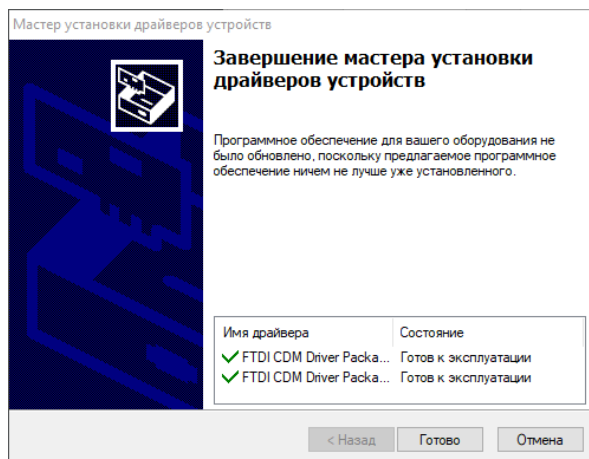 Мастер установки драйверов устройств
Завершение мастера установки
драйверов устройств
Программное обеспечение для вашего оборудования не
было обновлено, поскольку предлагаемое программное
обеспечение ничем не лучше уже установленного.
Имя драйвера Состояние
FTDI CDM Driver Packa... Готов к эксплуатации
FTDI CDM Driver Packa... Готов к эксплуатации
< Назад Готово Отмена